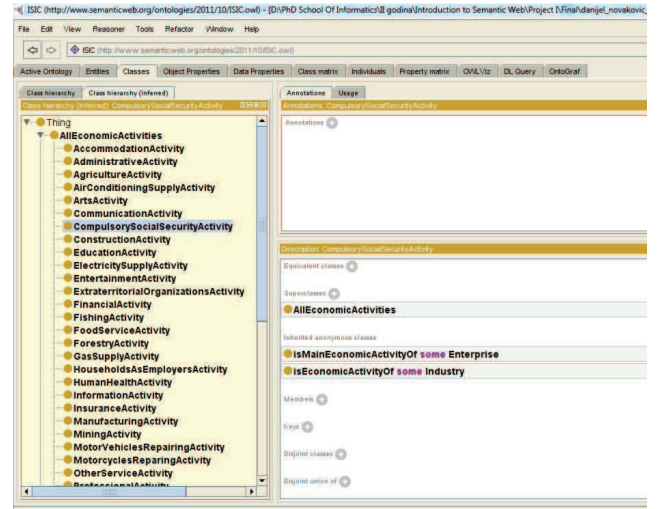 ISIC (http://www.semanticweb.org/ontologies/2011/10/ISIC.owl) - [D:\PhD School Of Informatics\II godina\Introduction to Semantic Web\Project I\Final\danijel_novakovic_
File Edit View Reasoner Tools Refactor Window Help
ISIC (http://www.semanticweb.org/ontologies/2011/10/ISIC.owl)
Active Ontology Entities Classes Object Properties Data Properties Class matrix Individuals Property matrix OWLViz DL Query OntoGraf
Class hierarchy Class hierarchy (inferred)
Class hierarchy (inferred): CompulsorySocialSecurityActivity
Thing
AllEconomicActivities
AccommodationActivity
AdministrativeActivity
AgricultureActivity
AirConditioningSupplyActivity
ArtsActivity
CommunicationActivity
CompulsorySocialSecurityActivity
ConstructionActivity
EducationActivity
ElectricitySupplyActivity
EntertainmentActivity
ExtraterritorialOrganizationsActivity
FinancialActivity
FishingActivity
FoodServiceActivity
ForestryActivity
GasSupplyActivity
HouseholdsAsEmployersActivity
HumanHealthActivity
InformationActivity
InsuranceActivity
ManufacturingActivity
MiningActivity
MotorVehiclesRepairingActivity
MotorcyclesReparingActivity
OtherServiceActivity
ProfessionalActivity
Annotations Usage
Annotations: CompulsorySocialSecurityActivity
Annotations
Description: CompulsorySocialSecurityActivity
Equivalent classes
Superclasses
AllEconomicActivities
Inherited anonymous classes
isMainEconomicActivityOf some Enterprise
isEconomicActivityOf some Industry
Members
Keys
Disjoint classes
Disjoint union of